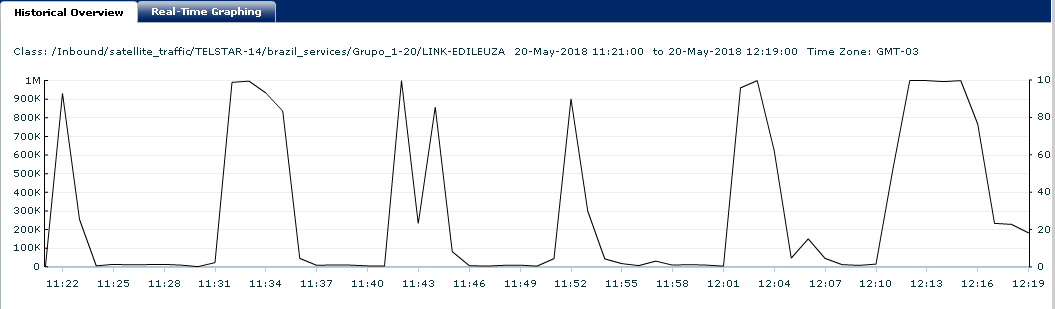 Historical Overview Real-Time Graphing
Class: /Inbound/satellite_traffic/TELSTAR-14/brazil_services/Grupo_1-20/LINK-EDILEUZA 20-May-2018 11:21:00 to 20-May-2018 12:19:00 Time Zone: GMT-03
1M 10
900K 80
800K
700K
600K 60
500K
400K 40
300K
200K 20
100K
0 0
11:22 11:25 11:28 11:31 11:34 11:37 11:40 11:43 11:46 11:49 11:52 11:55 11:58 12:01 12:04 12:07 12:10 12:13 12:16 12:19